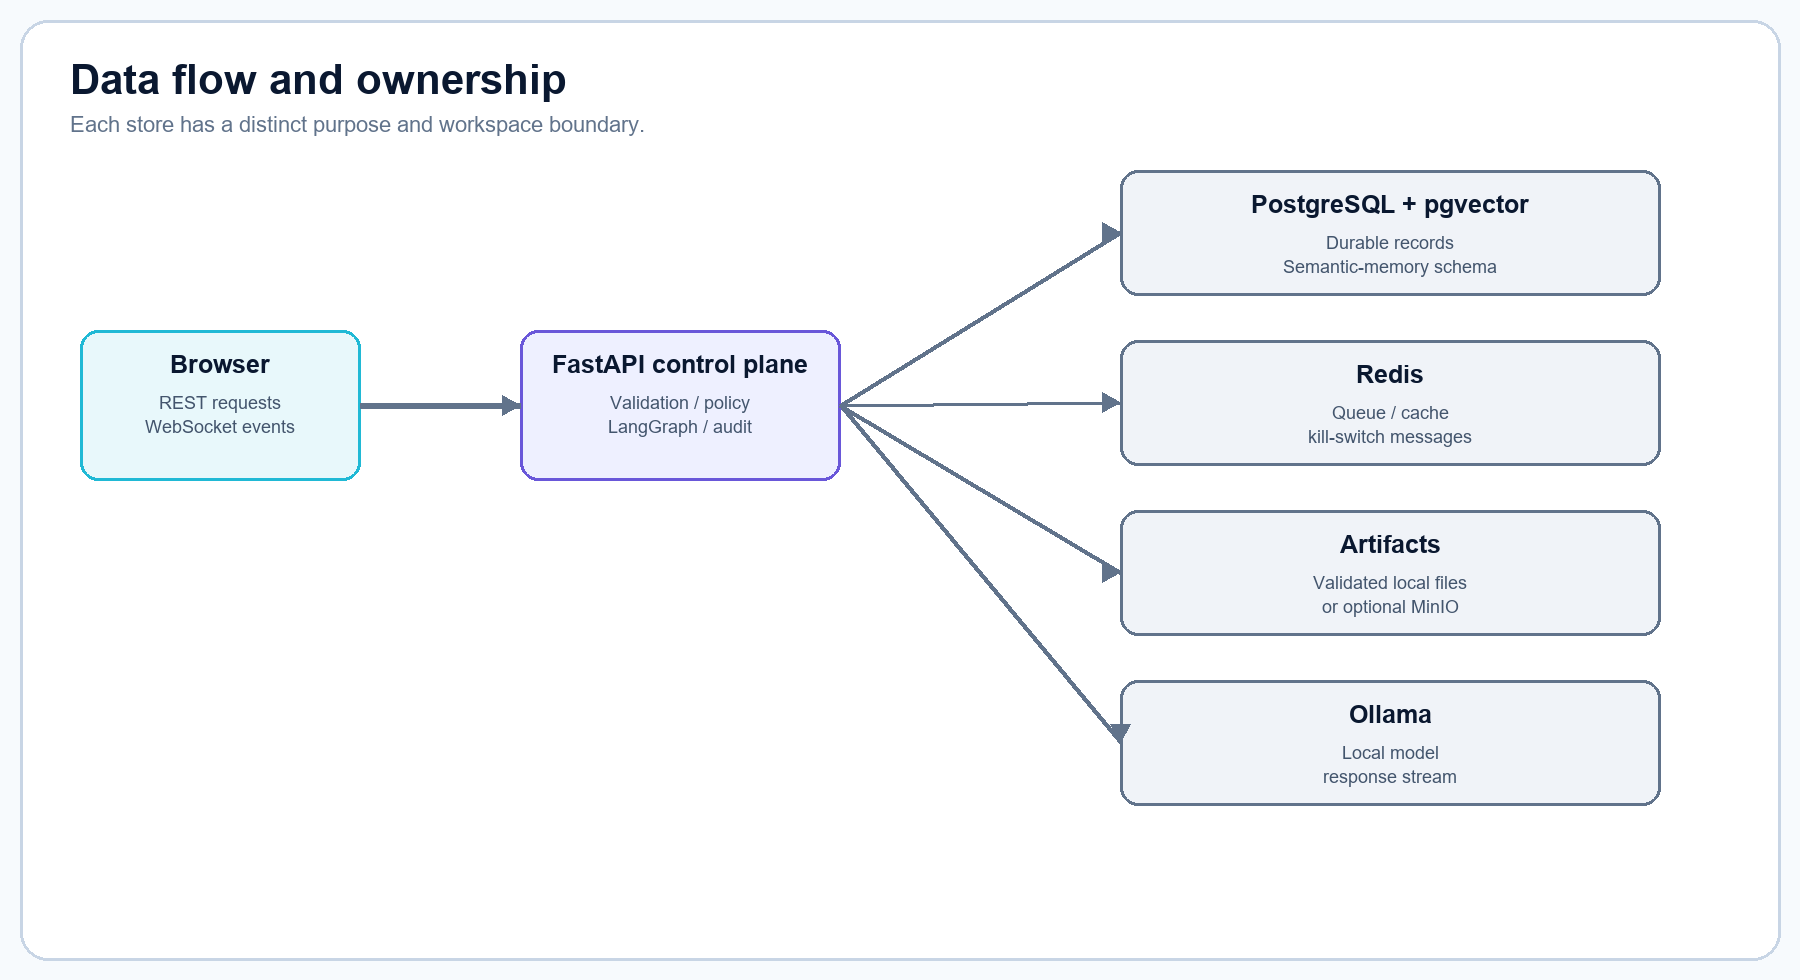 Data flow and ownership
Each store has a distinct purpose and workspace boundary.
Browser
REST requests
WebSocket events
FastAPI control plane
Validation / policy
LangGraph / audit
PostgreSQL + pgvector
Durable records
Semantic-memory schema
Redis
Queue / cache
kill-switch messages
Artifacts
Validated local files
or optional MinIO
Ollama
Local model
response stream